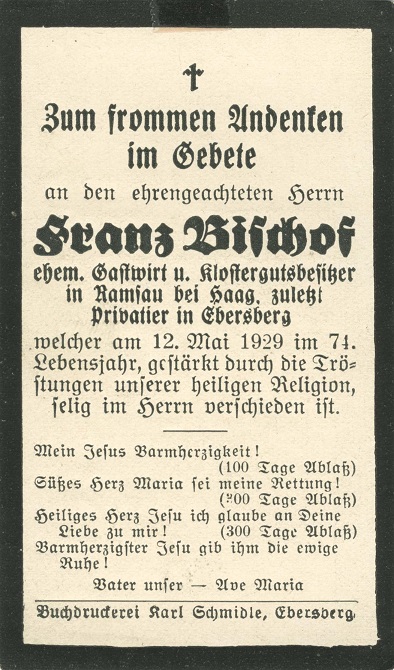 Zum frommen Andenken
im Gebete
an den ehrengeachteten Herrn
Franz Bischof
ehem. Gastwirt u. Klostergutsbesitzer
in Ramsau bei Haag, zuletzt
Privatier in Ebersberg
welcher am 12. Mai 1929 im 74.
Lebensjahr, gestärkt durch die Trö-
stungen unserer heiligen Religion,
selig im Herrn verschieden ist.
Mein Jesus Barmherzigkeit!
(100 Tage Ablaß)
Süßes Herz Maria sei meine Rettung!
(300 Tage Ablaß)
Heiliges Herz Jesu ich glaube an Deine
Liebe zu mir! (300 Tage Ablaß)
Barmherzigster Jesu gib ihm die ewige
Ruhe!
Vater unser — Ave Maria
Buchdruckerei Karl Schmidle, Ebersberg